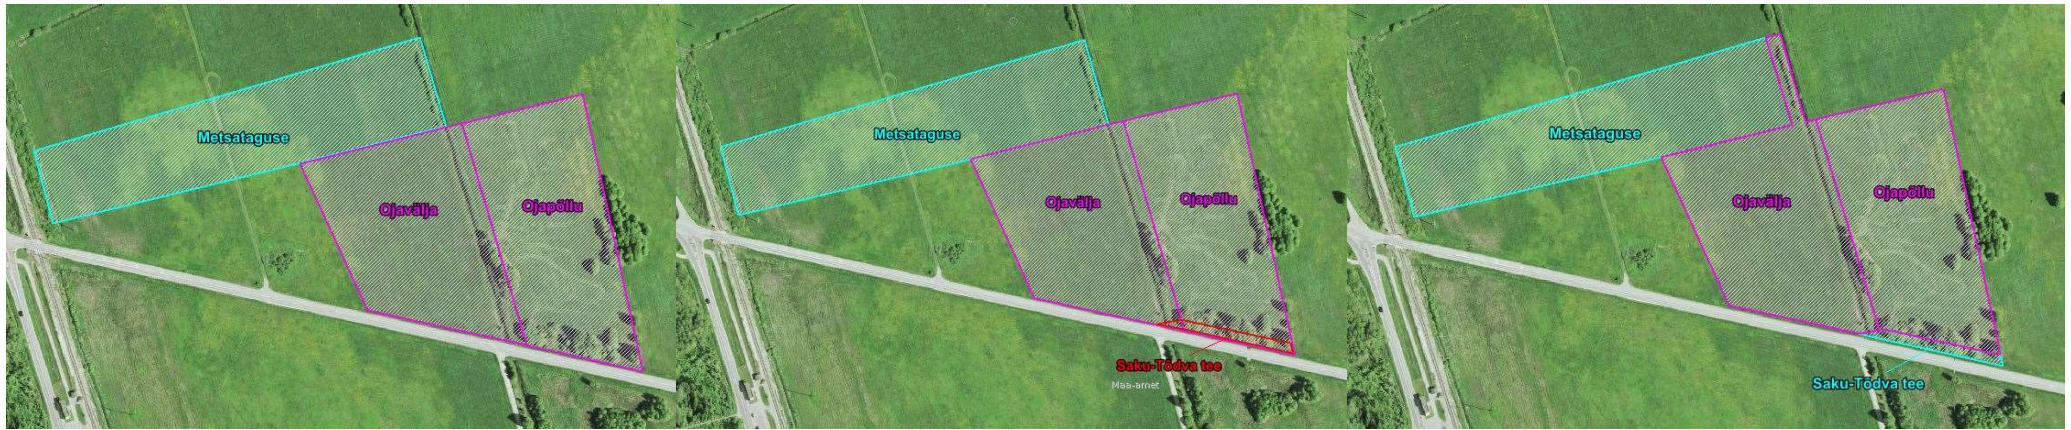 Metsataguse
Ojavälja
Ojapõllu
Metsataguse
Ojavälja
Ojapõllu
Saku-Tõdva tee
Maa-amet
Metsataguse
Ojavälja
Ojapõllu
Saku-Tõdva tee